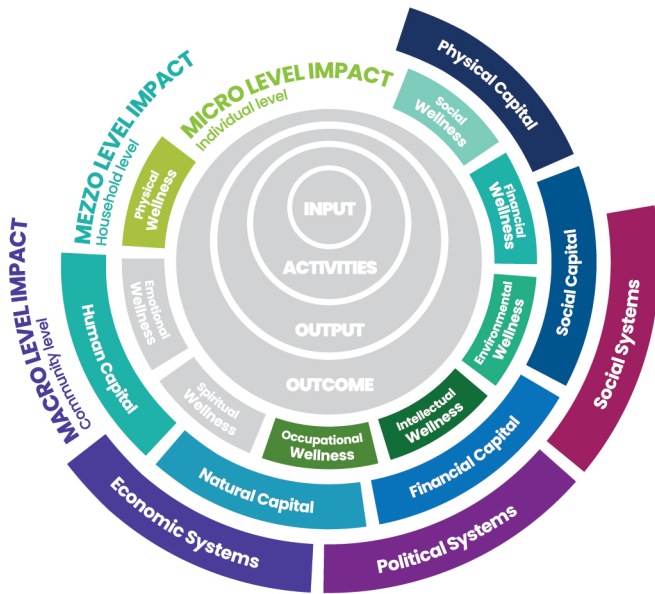 MICRO LEVEL IMPACT
Individual level
MEZZO LEVEL IMPACT
Household level
MACRO LEVEL IMPACT
Community level
INPUT
ACTIVITIES
OUTPUT
OUTCOME
Social
Wellness
Financial
Wellness
Environmental
Wellness
Intellectual
Wellness
Occupational
Wellness
Spiritual
Wellness
Emotional
Wellness
Physical
Wellness
Physical Capital
Social Capital
Financial Capital
Natural Capital
Human Capital
Social Systems
Political Systems
Economic Systems